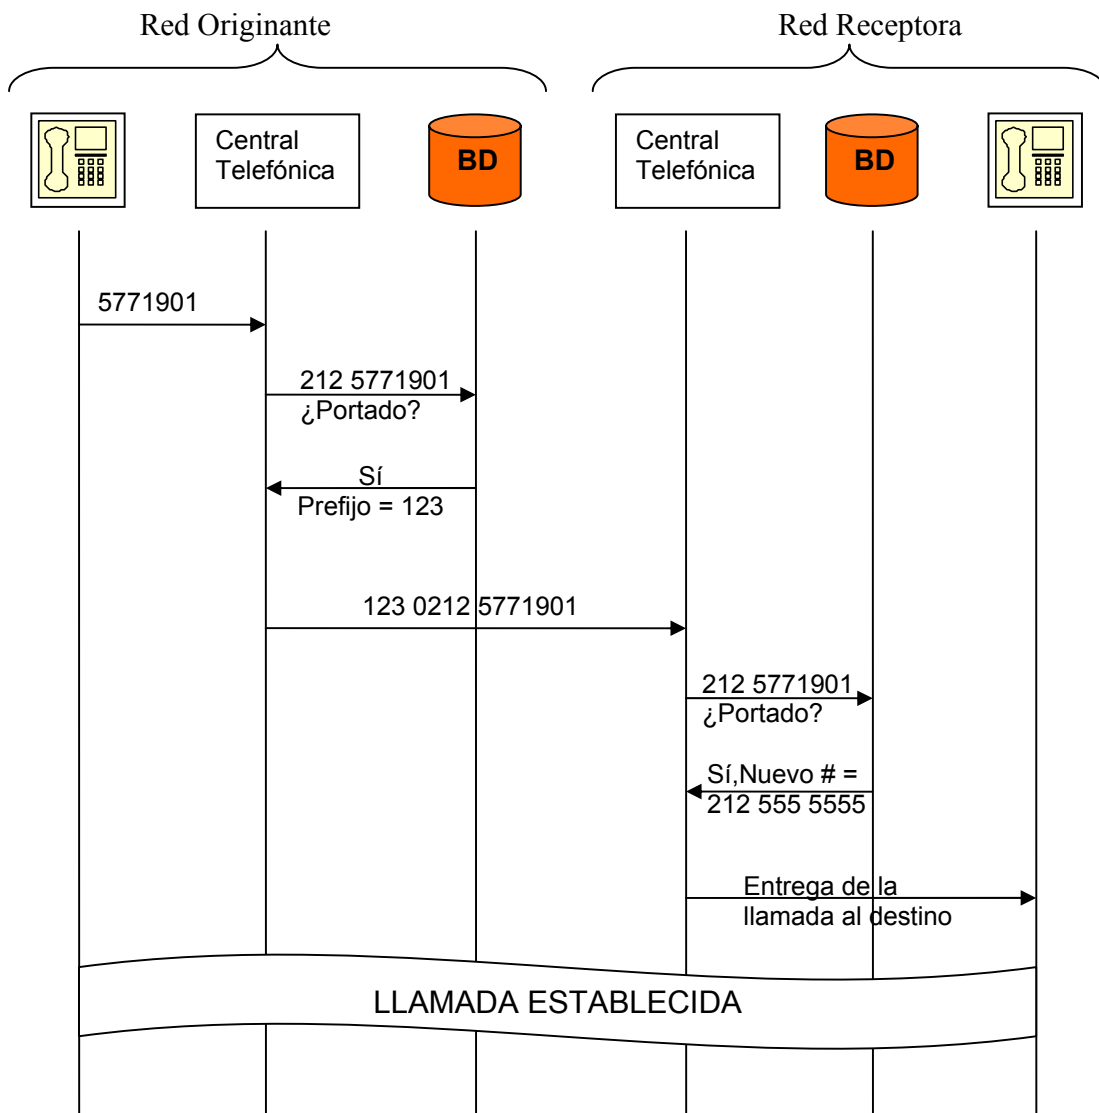 Red Originante
Red Receptora
Central
Telefónica
BD
Central
Telefónica
BD
5771901
212 5771901
¿Portado?
Sí
Prefijo = 123
123 0212 5771901
212 5771901
¿Portado?
Sí,Nuevo # =
212 555 5555
Entrega de la
llamada al destino
LLAMADA ESTABLECIDA